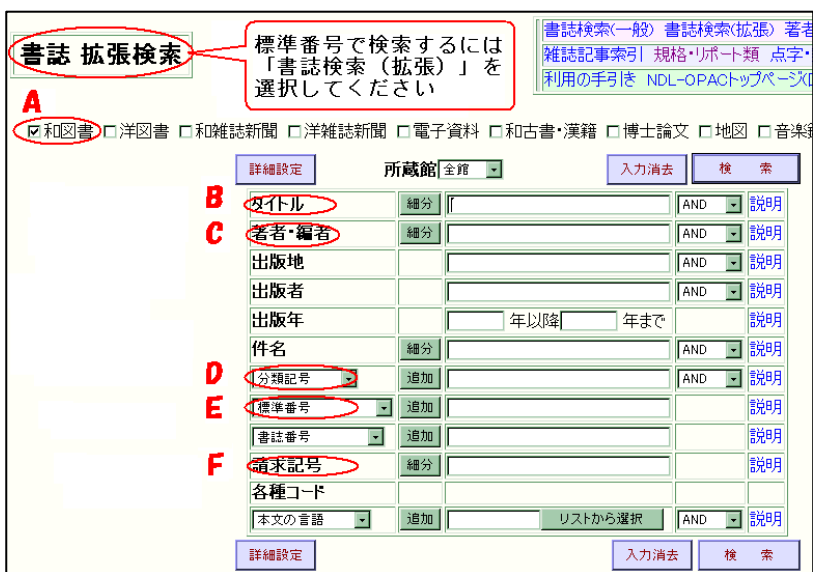 書誌 拡張検索
標準番号で検索するには
「書誌検索（拡張）」を
選択してください
書誌検索(一般) 書誌検索(拡張) 著者
雑誌記事索引 規格・リポート類 点字・
利用の手引き NDL-OPACトップページ
A
和図書 洋図書 和雑誌新聞 洋雑誌新聞 電子資料 和古書・漢籍 博士論文 地図 音楽
詳細設定 所蔵館 全館 入力消去 検 索
B タイトル 細分 AND 説明
C 著者・編者 細分 AND 説明
出版地 AND 説明
出版者 AND 説明
出版年 年以降 年まで 説明
件名 細分 AND 説明
D 分類記号 追加 AND 説明
E 標準番号 追加 説明
書誌番号 追加 説明
F 請求記号 細分 説明
各種コード
本文の言語 追加 リストから選択 AND 説明
詳細設定 入力消去 検 索